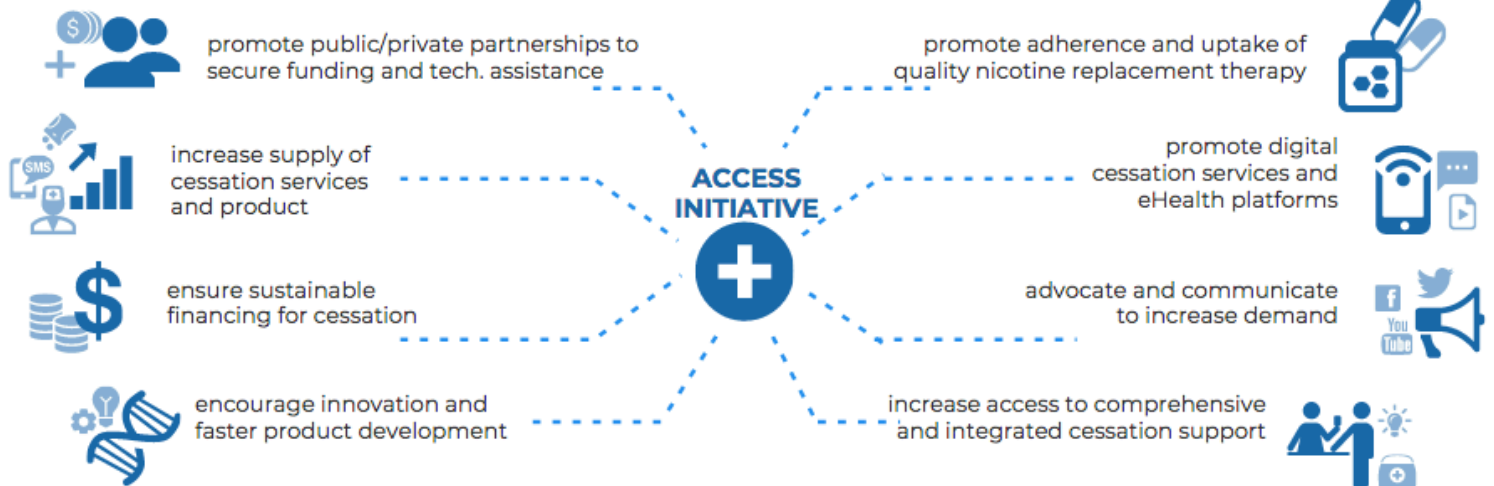 promote public/private partnerships to
secure funding and tech. assistance
SMS
increase supply of
cessation services
and product
$
ensure sustainable
financing for cessation
encourage innovation and
faster product development
ACCESS
INITIATIVE
promote adherence and uptake of
quality nicotine replacement therapy
promote digital
cessation services and
eHealth platforms
advocate and communicate
to increase demand
f
You
Tube
increase access to comprehensive
and integrated cessation support